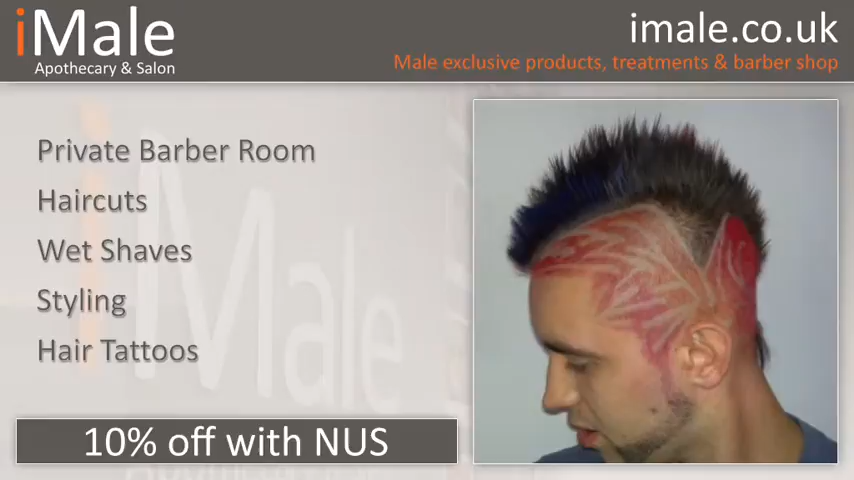 iMale
Apothecary & Salon
imale.co.uk
Male exclusive products, treatments & barber shop
Private Barber Room
Haircuts
Wet Shaves
Styling
Hair Tattoos
iMale
10% off with NUS